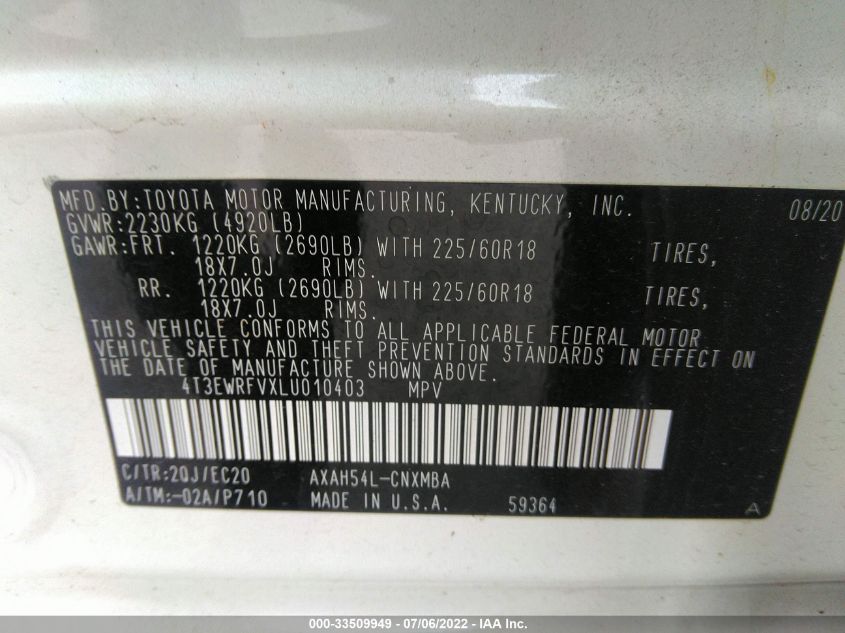 MFD. BY: TOYOTA MOTOR MANUFACTURING, KENTUCKY, INC. 08/20
GVWR: 2230KG (4920LB)
GAWR: FRT. 1220KG (2690LB) WITH 225/60R18 TIRES,
18X7.0J RIMS.
RR. 1220KG (2690LB) WITH 225/60R18 TIRES,
18X7.0J RIMS.
THIS VEHICLE CONFORMS TO ALL APPLICABLE FEDERAL MOTOR
VEHICLE SAFETY AND THEFT PREVENTION STANDARDS IN EFFECT ON
THE DATE OF MANUFACTURE SHOWN ABOVE.
4T3EWRFVXLU010403 MPV
C/TR: 20J/EC20 AXAH54L-CNXMBA
A/TM: -02A/P710 MADE IN U.S.A. 59364 A
000-33509949 - 07/06/2022 - IAA Inc.